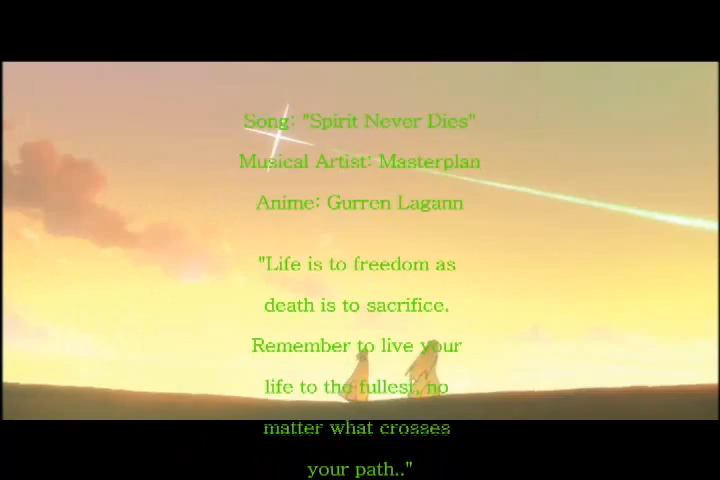 Song: "Spirit Never Dies"
Musical Artist: Masterplan
Anime: Gurren Lagann
"Life is to freedom as
death is to sacrifice.
Remember to live your
life to the fullest, no
matter what crosses
your path.."